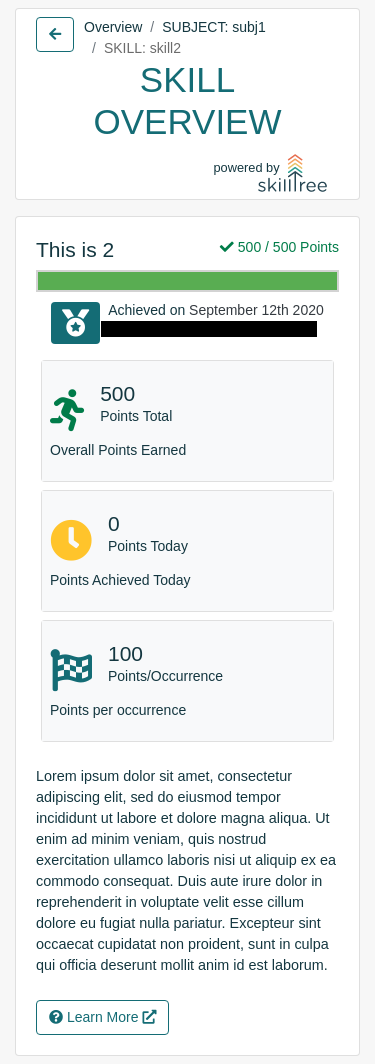 Overview / SUBJECT: subj1
/ SKILL: skill2
SKILL
OVERVIEW
powered by
skilltree
This is 2
500 / 500 Points
Achieved on September 12th 2020
500
Points Total
Overall Points Earned
0
Points Today
Points Achieved Today
100
Points/Occurrence
Points per occurrence
Lorem ipsum dolor sit amet, consectetur
adipiscing elit, sed do eiusmod tempor
incididunt ut labore et dolore magna aliqua. Ut
enim ad minim veniam, quis nostrud
exercitation ullamco laboris nisi ut aliquip ex ea
commodo consequat. Duis aute irure dolor in
reprehenderit in voluptate velit esse cillum
dolore eu fugiat nulla pariatur. Excepteur sint
occaecat cupidatat non proident, sunt in culpa
qui officia deserunt mollit anim id est laborum.
Learn More